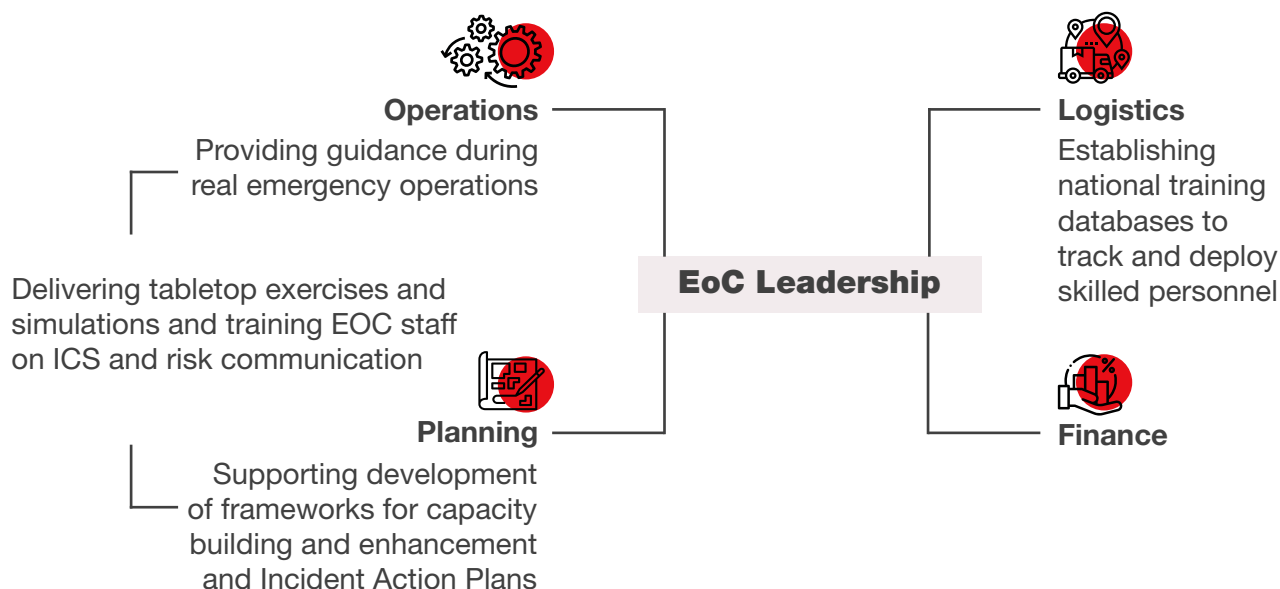 Operations
Providing guidance during
real emergency operations
Delivering tabletop exercises and
simulations and training EOC staff
on ICS and risk communication
Planning
Supporting development
of frameworks for capacity
building and enhancement
and Incident Action Plans
EoC Leadership
Logistics
Establishing
national training
databases to
track and deploy
skilled personnel
%
Finance